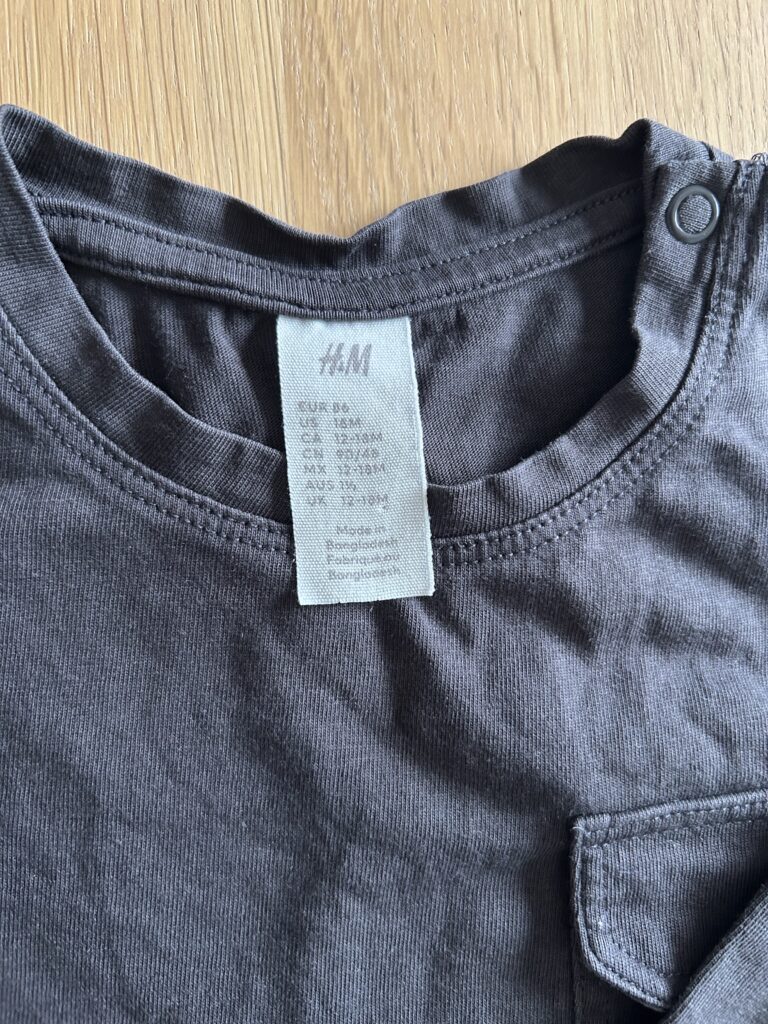 H&M
EUR 86
US 18M
CA 12-18M
CN 90/48
MX 12-18M
AUS 1½
UK 12-18M
Made in
Bangladesh
Fabriqué au
Bangladesh